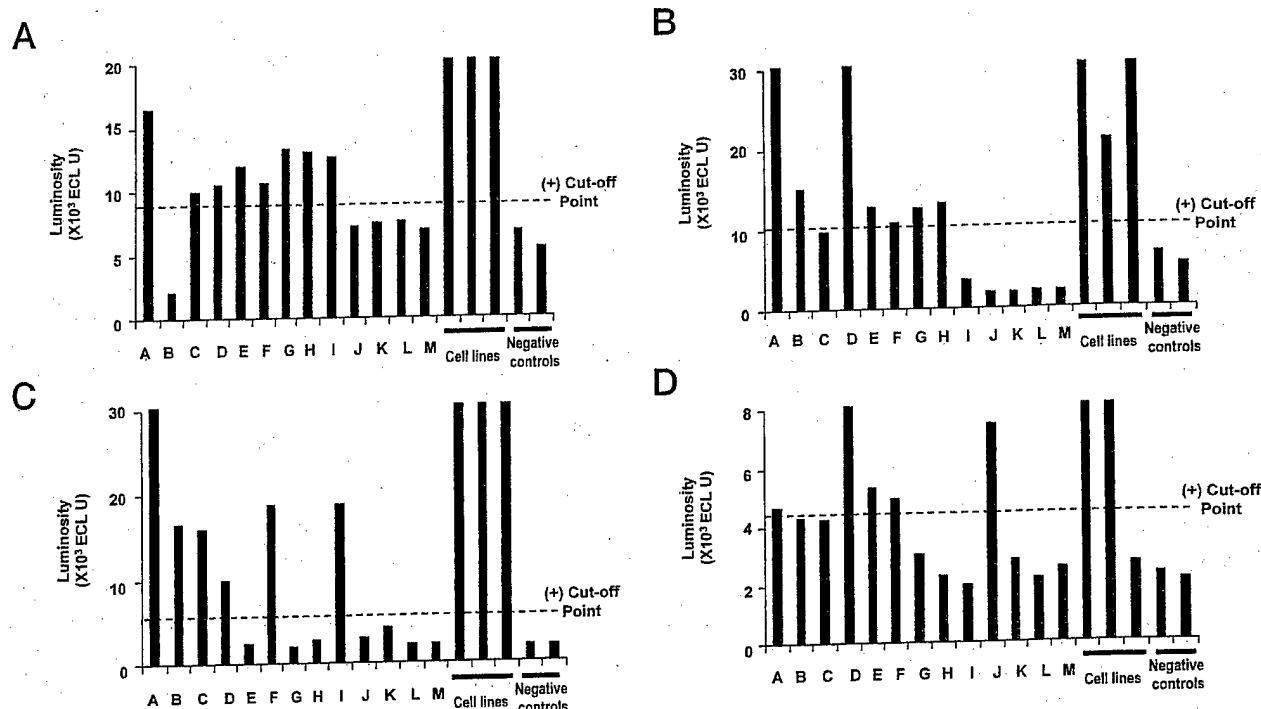 A
Luminosity
(X10³ ECL U)
20
15
10
5
0
(+) Cut-off
Point
A B C D E F G H I J K L M
Cell lines
Negative
controls
B
Luminosity
(X10³ ECL U)
30
20
10
0
(+) Cut-off
Point
A B C D E F G H I J K L M
Cell lines
Negative
controls
C
Luminosity
(X10³ ECL U)
30
20
10
0
(+) Cut-off
Point
A B C D E F G H I J K L M
Cell lines
Negative
controls
D
Luminosity
(X10³ ECL U)
8
6
4
2
0
(+) Cut-off
Point
A B C D E F G H I J K L M
Cell lines
Negative
controls